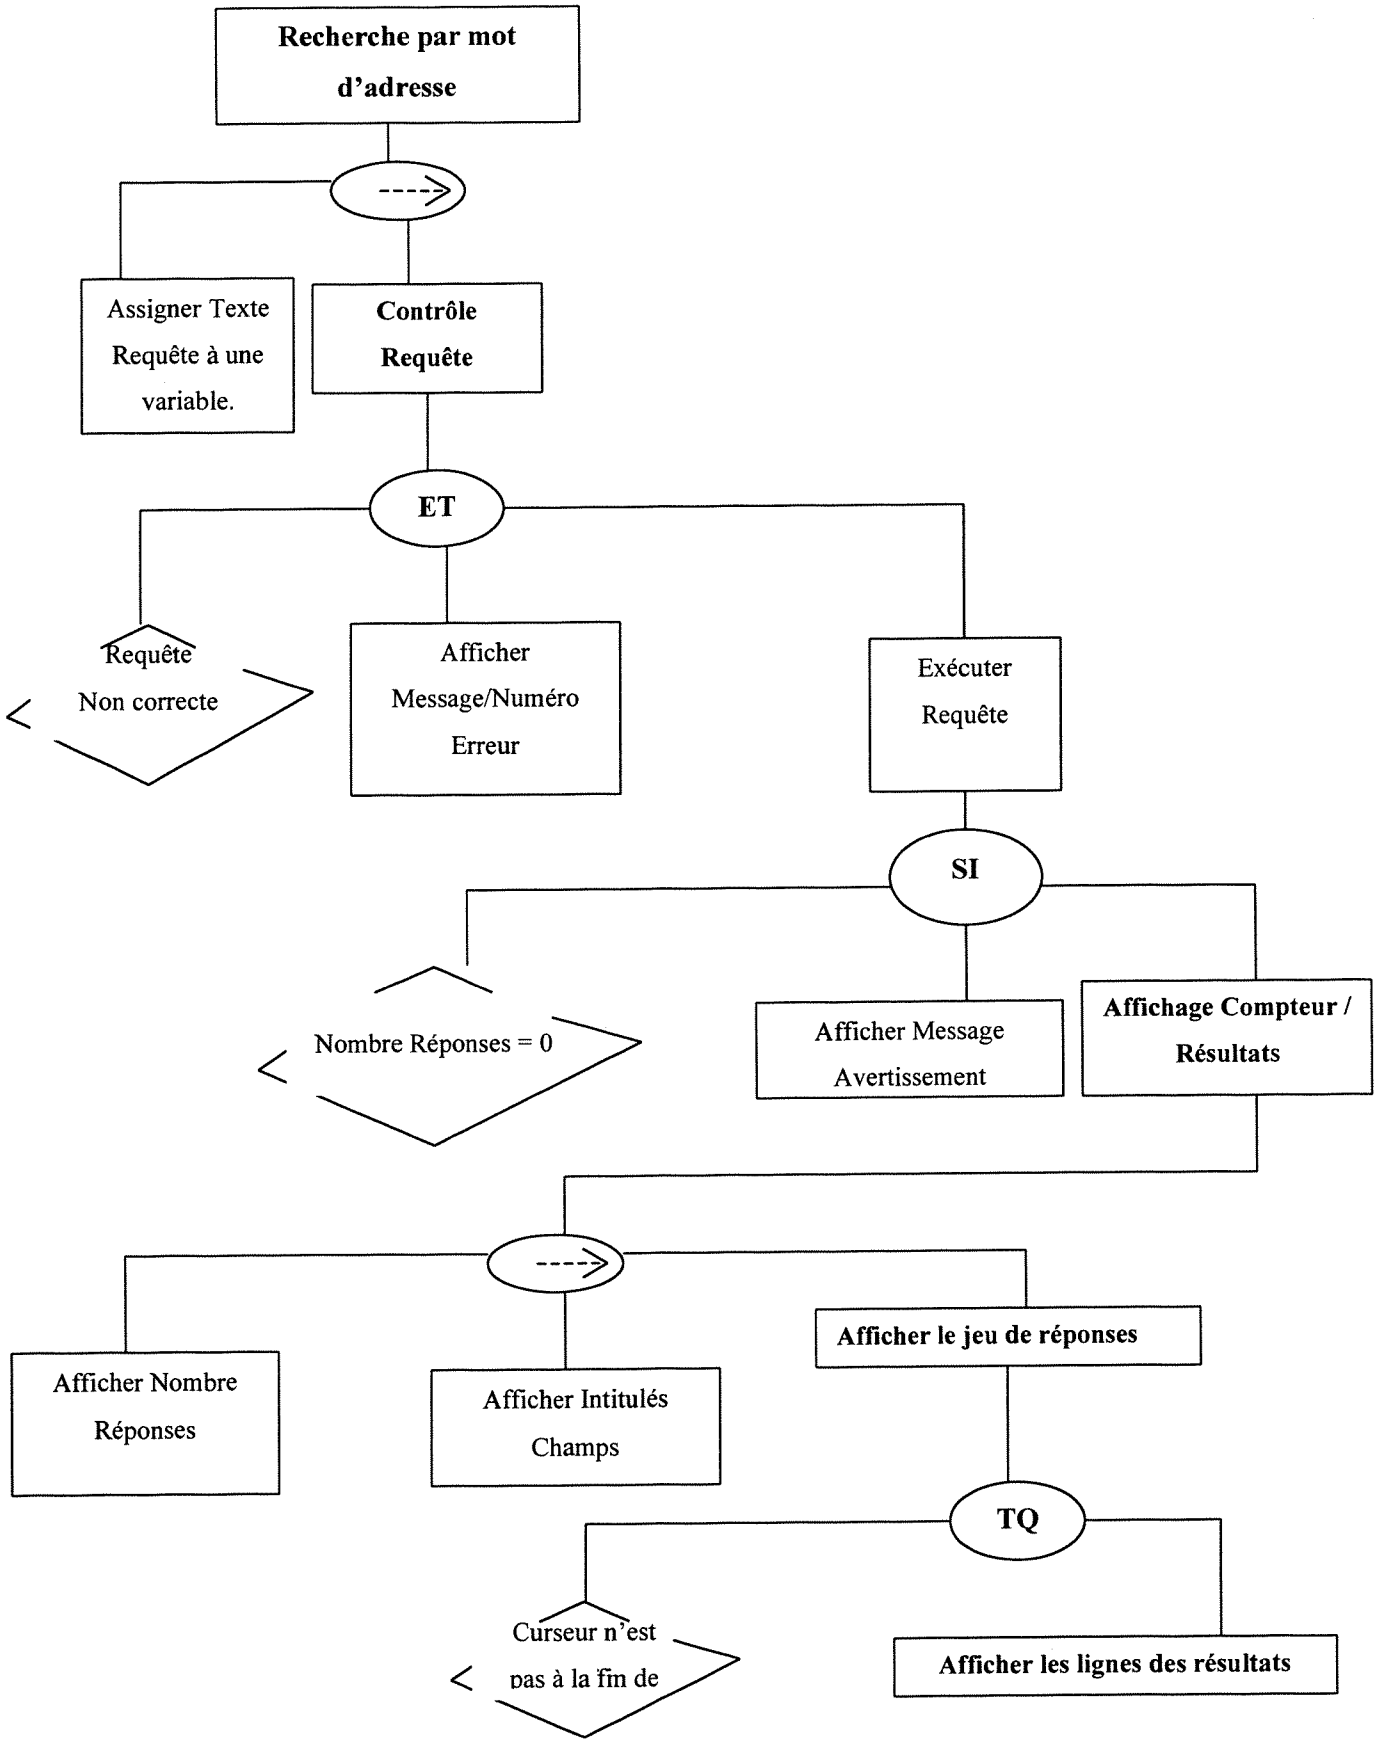 Recherche par mot
d'adresse
Assigner Texte
Requête à une
variable.
Contrôle
Requête
ET
Requête
Non correcte
Afficher
Message/Numéro
Erreur
Exécuter
Requête
SI
Nombre Réponses = 0
Afficher Message
Avertissement
Affichage Compteur /
Résultats
Afficher Nombre
Réponses
Afficher Intitulés
Champs
Afficher le jeu de réponses
TQ
Curseur n'est
pas à la fin de
Afficher les lignes des résultats